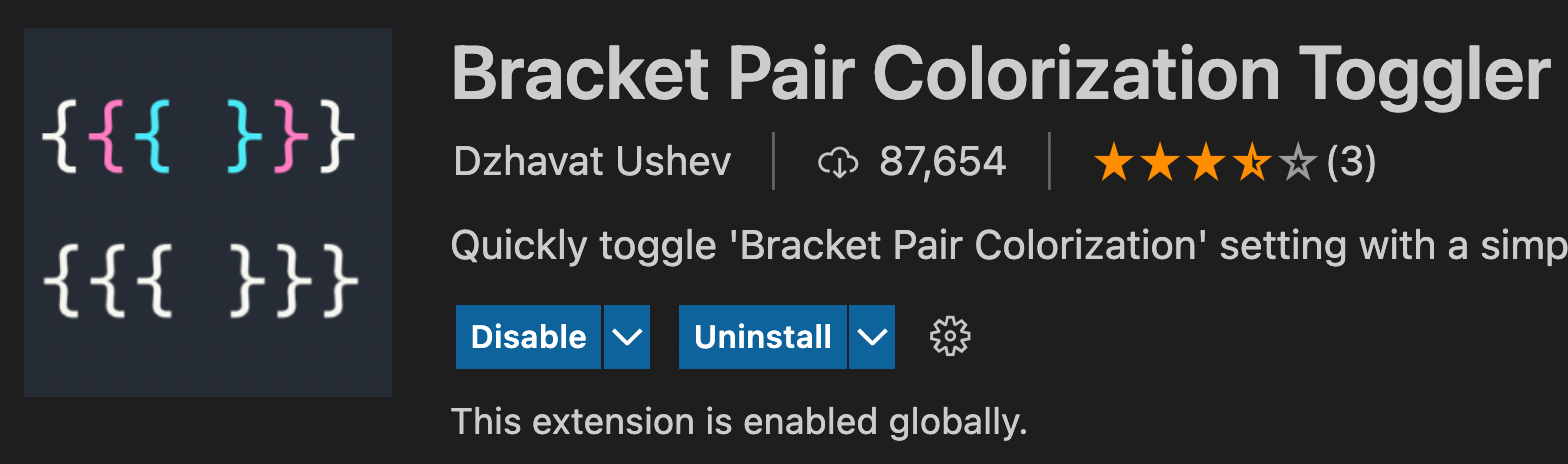 {{{ }}}
{{{ }}}
Bracket Pair Colorization Toggler
Dzhavat Ushev 87,654 (3)
Quickly toggle 'Bracket Pair Colorization' setting with a simp
Disable Uninstall
This extension is enabled globally.